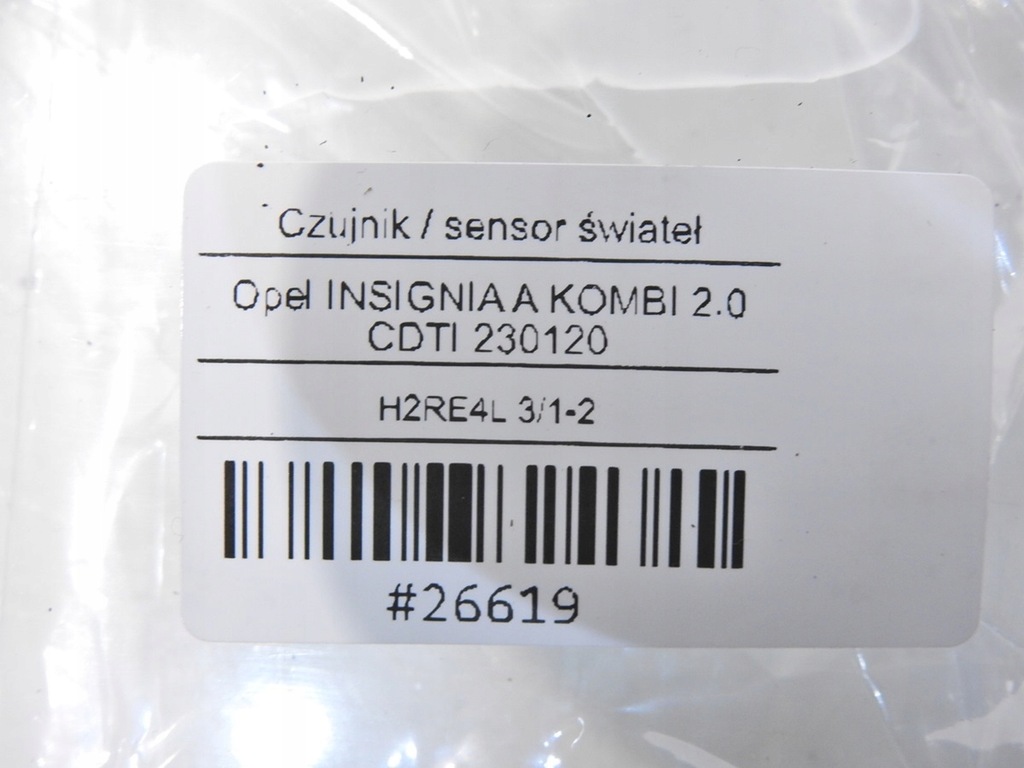 Czujnik / sensor świateł
Opel INSIGNIA A KOMBI 2.0
CDTI 230120
H2RE4L 3/1-2
#26619